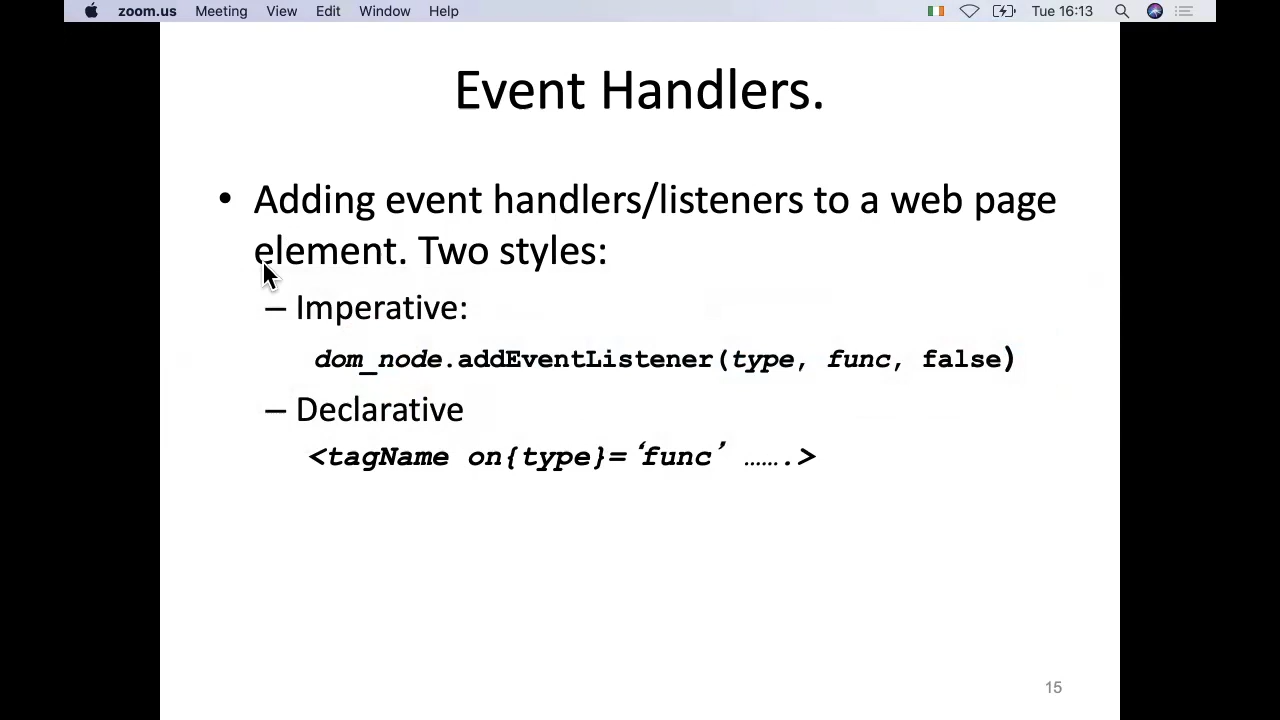 zoom.us Meeting View Edit Window Help Tue 16:13
Event Handlers.
• Adding event handlers/listeners to a web page
element. Two styles:
– Imperative:
dom_node.addEventListener(type, func, false)
– Declarative
<tagName on{type}=‘func’ …….>
15